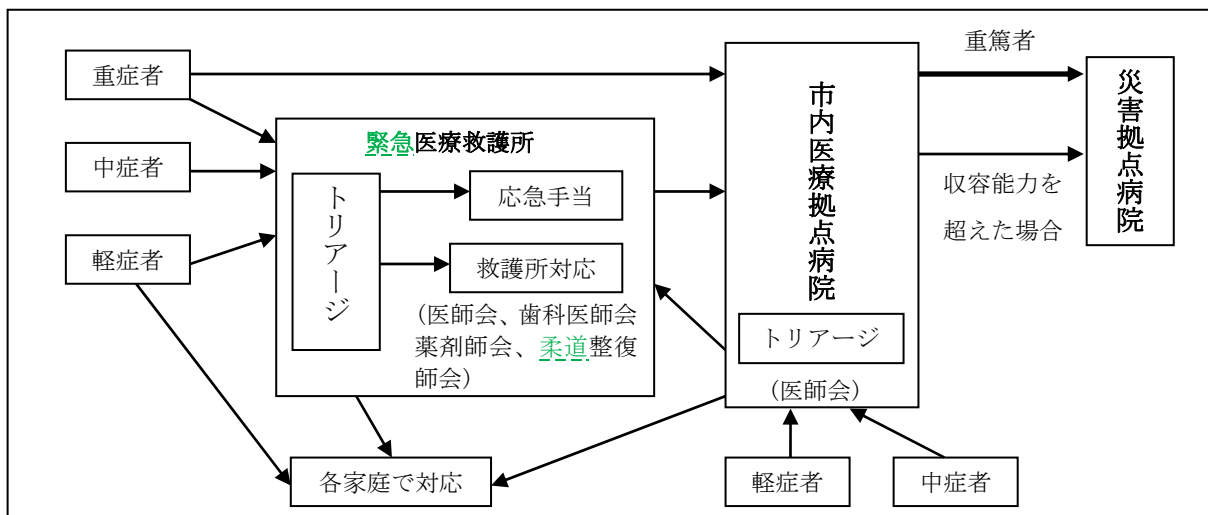 重症者
中症者
軽症者
緊急医療救護所
トリアージ
応急手当
救護所対応
(医師会、歯科医師会
薬剤師会、柔道整復
師会)
各家庭で対応
市内医療拠点病院
トリアージ
(医師会)
軽症者
中症者
重篤者
収容能力を
超えた場合
災害拠点病院